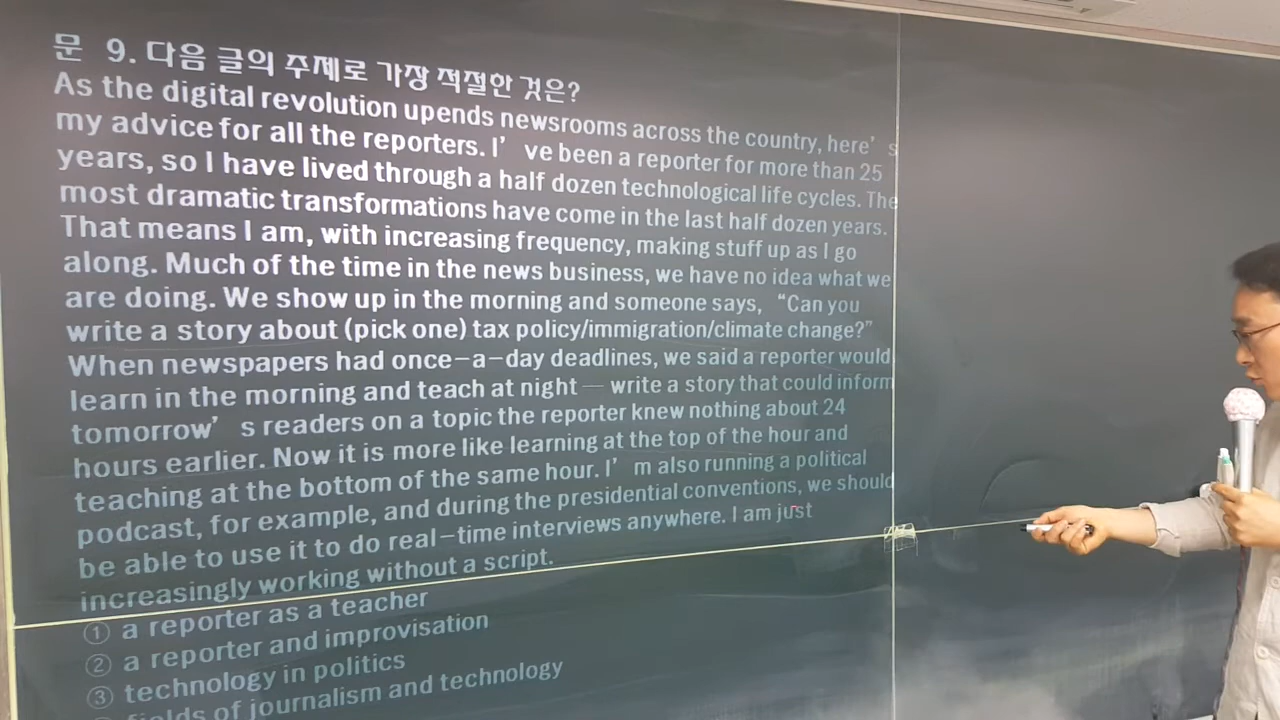 문 9. 다음 글의 주제로 가장 적절한 것은?
As the digital revolution upends newsrooms across the country, here's
my advice for all the reporters. I've been a reporter for more than 25
years, so I have lived through a half dozen technological life cycles. The
most dramatic transformations have come in the last half dozen years.
That means I am, with increasing frequency, making stuff up as I go
along. Much of the time in the news business, we have no idea what we
are doing. We show up in the morning and someone says, “Can you
write a story about (pick one) tax policy/immigration/climate change?”
When newspapers had once-a-day deadlines, we said a reporter would
learn in the morning and teach at night — write a story that could inform
tomorrow's readers on a topic the reporter knew nothing about 24
hours earlier. Now it is more like learning at the top of the hour and
teaching at the bottom of the same hour. I'm also running a political
podcast, for example, and during the presidential conventions, we should
be able to use it to do real-time interviews anywhere. I am just
increasingly working without a script.
① a reporter as a teacher
② a reporter and improvisation
③ technology in politics
fields of journalism and technology